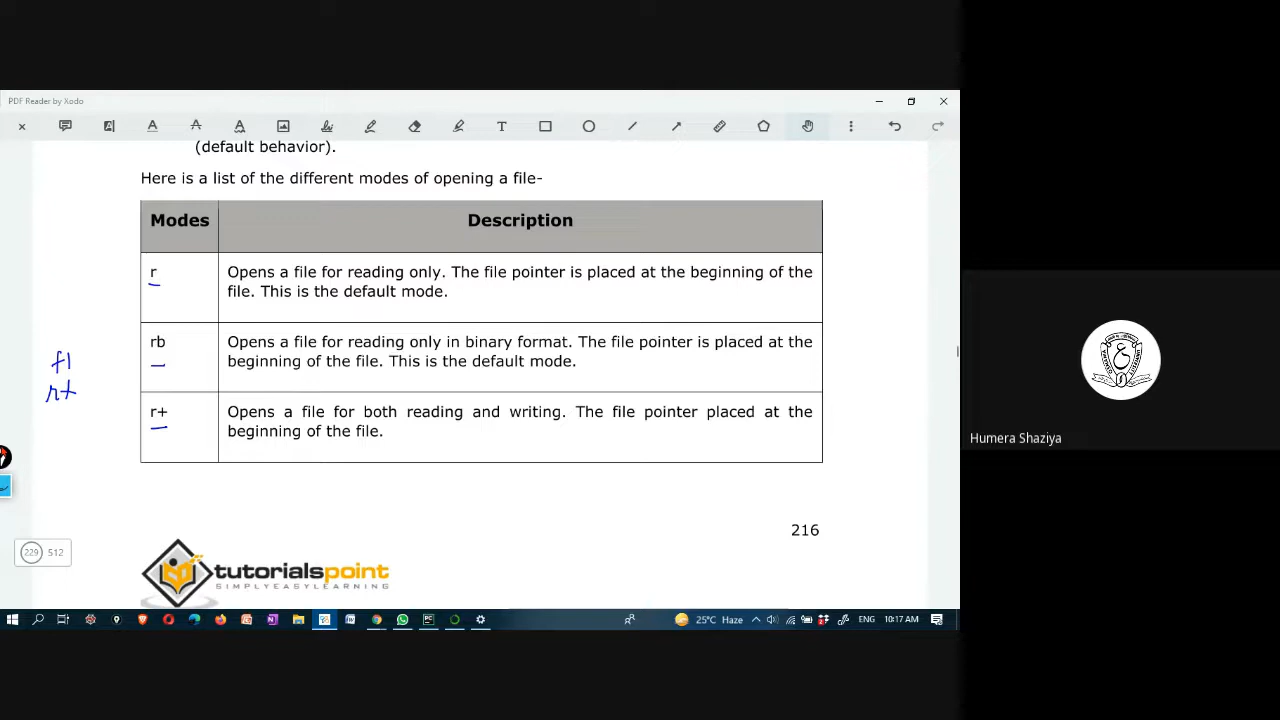 PDF Reader by Xodo
(default behavior).
Here is a list of the different modes of opening a file-
Modes
Description
r
Opens a file for reading only. The file pointer is placed at the beginning of the
file. This is the default mode.
rb
Opens a file for reading only in binary format. The file pointer is placed at the
beginning of the file. This is the default mode.
f1
r+
r+
Opens a file for both reading and writing. The file pointer placed at the
beginning of the file.
Humera Shaziya
216
229 512
tutorialspoint
SIMPLYEASYLEARNING
25°C Haze
ENG
10:17 AM